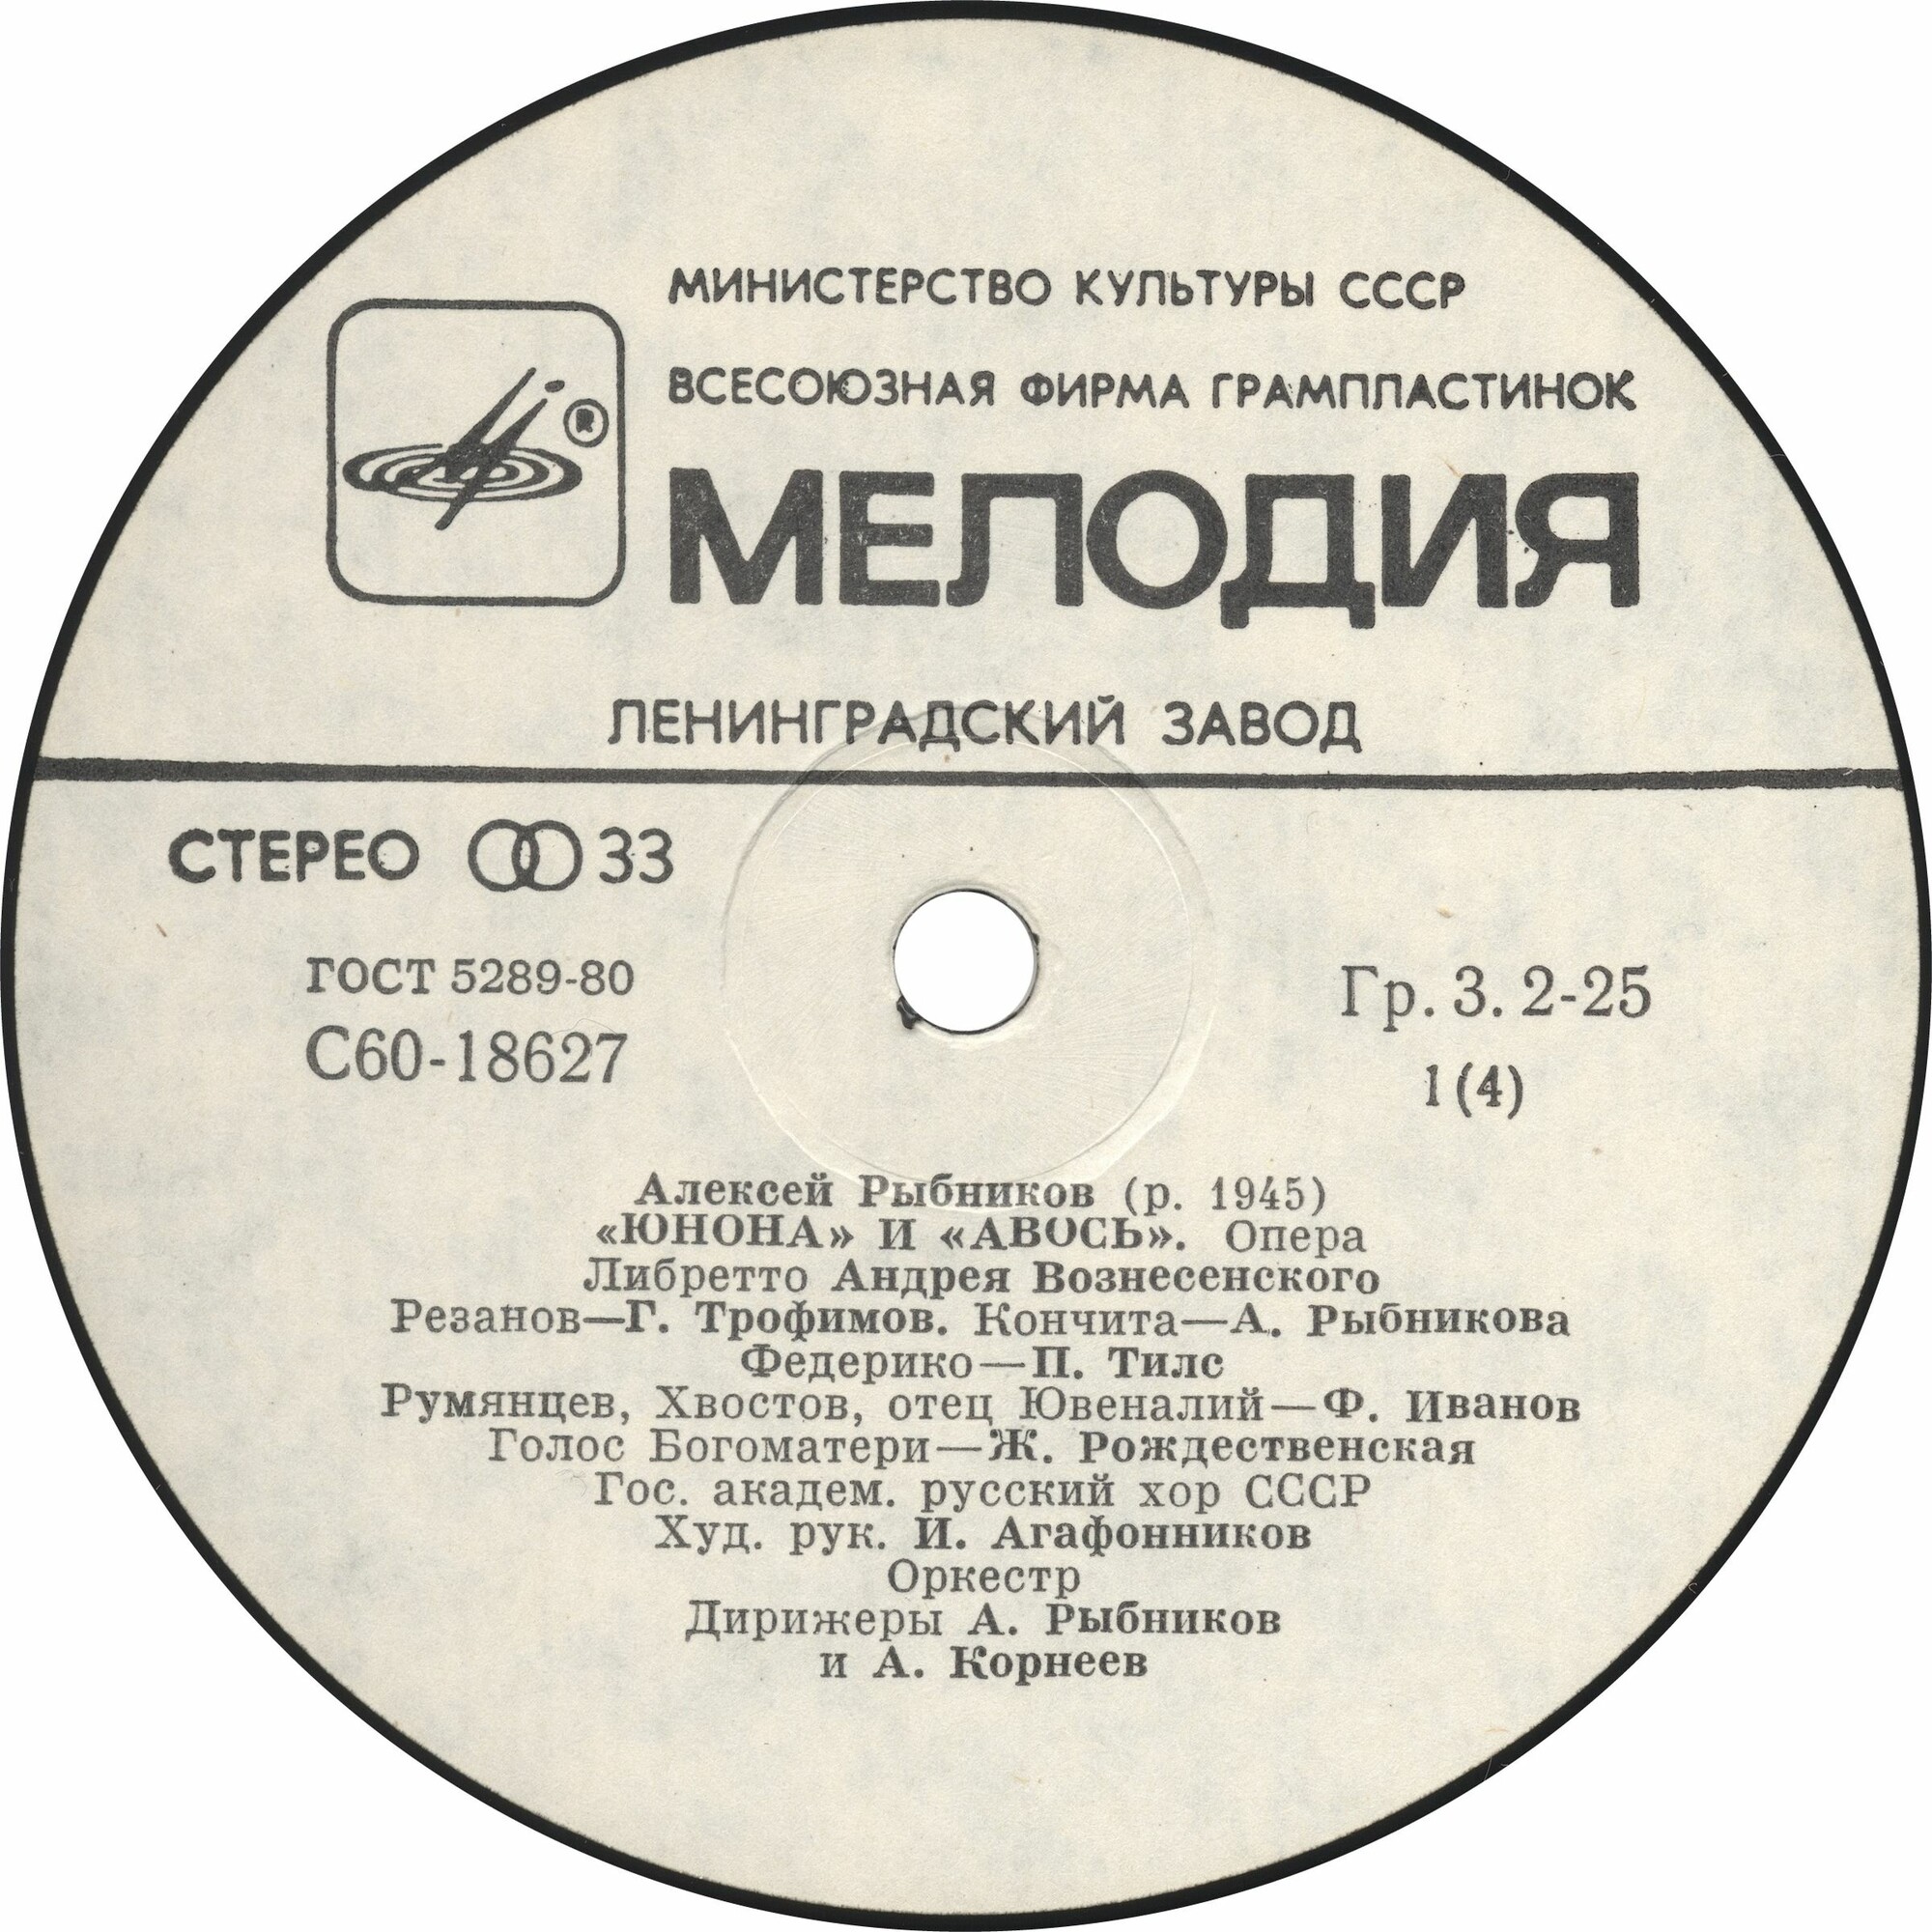 МИНИСТЕРСТВО КУЛЬТУРЫ СССР
ВСЕСОЮЗНАЯ ФИРМА ГРАМПЛАСТИНОК
®
МЕЛОДИЯ
ЛЕНИНГРАДСКИЙ ЗАВОД
СТЕРЕО 33
ГОСТ 5289-80
Гр. 3. 2-25
С60-18627
1 (4)
Алексей Рыбников (р. 1945)
«ЮНОНА» И «АВОСЬ». Опера
Либретто Андрея Вознесенского
Резанов—Г. Трофимов. Кончита—А. Рыбникова
Федерико—П. Тилс
Румянцев, Хвостов, отец Ювеналий—Ф. Иванов
Голос Богоматери—Ж. Рождественская
Гос. академ. русский хор СССР
Худ. рук. И. Агафонников
Оркестр
Дирижеры А. Рыбников
и А. Корнеев